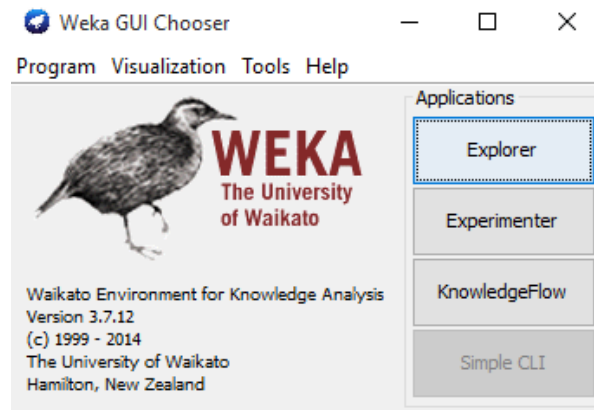 Weka GUI Chooser
Program Visualization Tools Help
Applications
WEKA
The University
of Waikato
Explorer
Experimenter
KnowledgeFlow
Simple CLI
Waikato Environment for Knowledge Analysis
Version 3.7.12
(c) 1999 - 2014
The University of Waikato
Hamilton, New Zealand